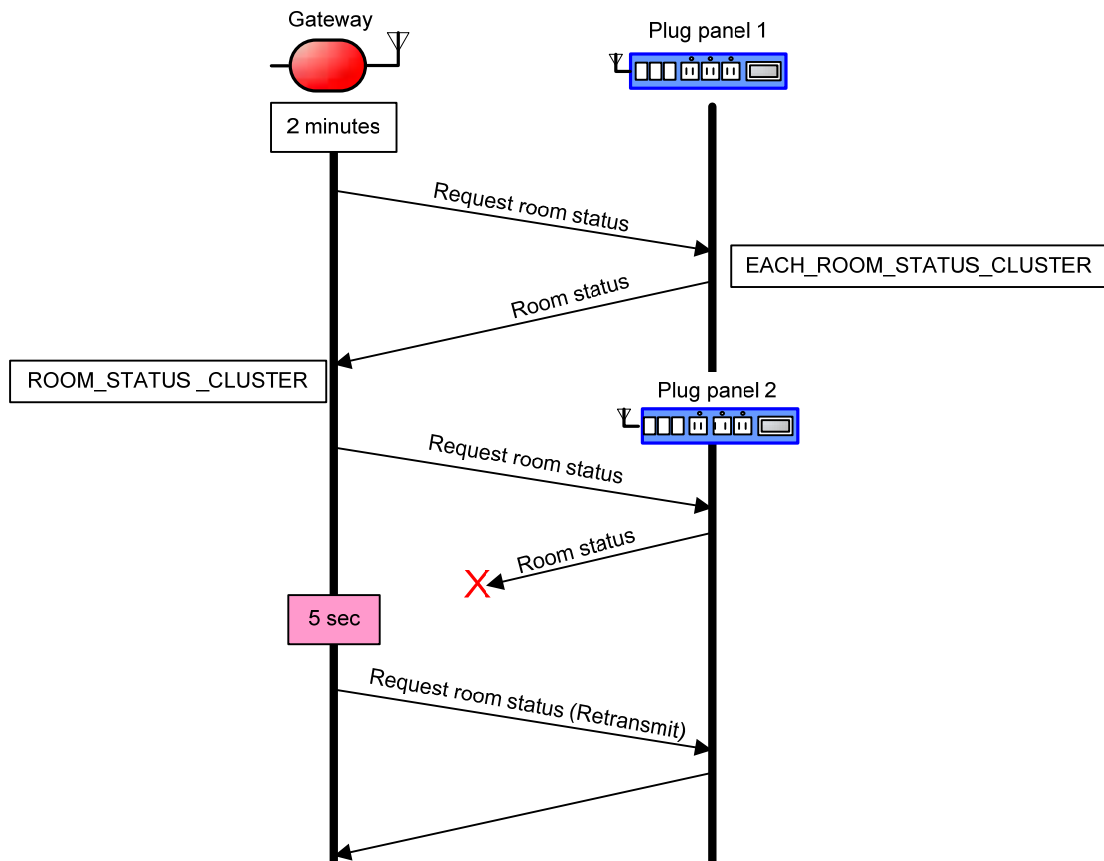 Gateway
Plug panel 1
2 minutes
Request room status
EACH_ROOM_STATUS_CLUSTER
Room status
ROOM_STATUS _CLUSTER
Plug panel 2
Request room status
Room status
X
5 sec
Request room status (Retransmit)